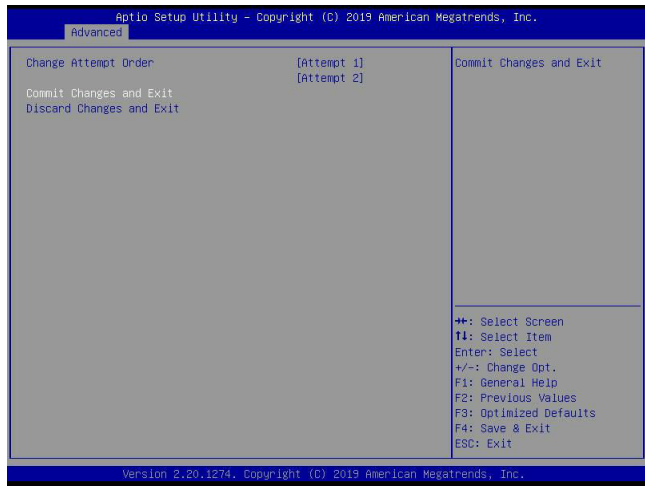 Aptio Setup Utility – Copyright (C) 2019 American Megatrends, Inc.
Advanced
Change Attempt Order [Attempt 1] Commit Changes and Exit
[Attempt 2]
Commit Changes and Exit
Discard Changes and Exit
→←: Select Screen
↑↓: Select Item
Enter: Select
+/-: Change Opt.
F1: General Help
F2: Previous Values
F3: Optimized Defaults
F4: Save & Exit
ESC: Exit
Version 2.20.1274. Copyright (C) 2019 American Megatrends, Inc.